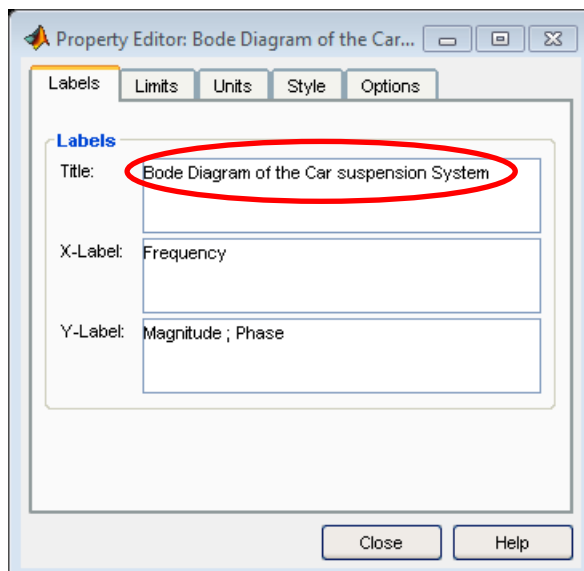 Property Editor: Bode Diagram of the Car...
Labels Limits Units Style Options
Labels
Title: Bode Diagram of the Car suspension System
X-Label: Frequency
Y-Label: Magnitude ; Phase
Close Help